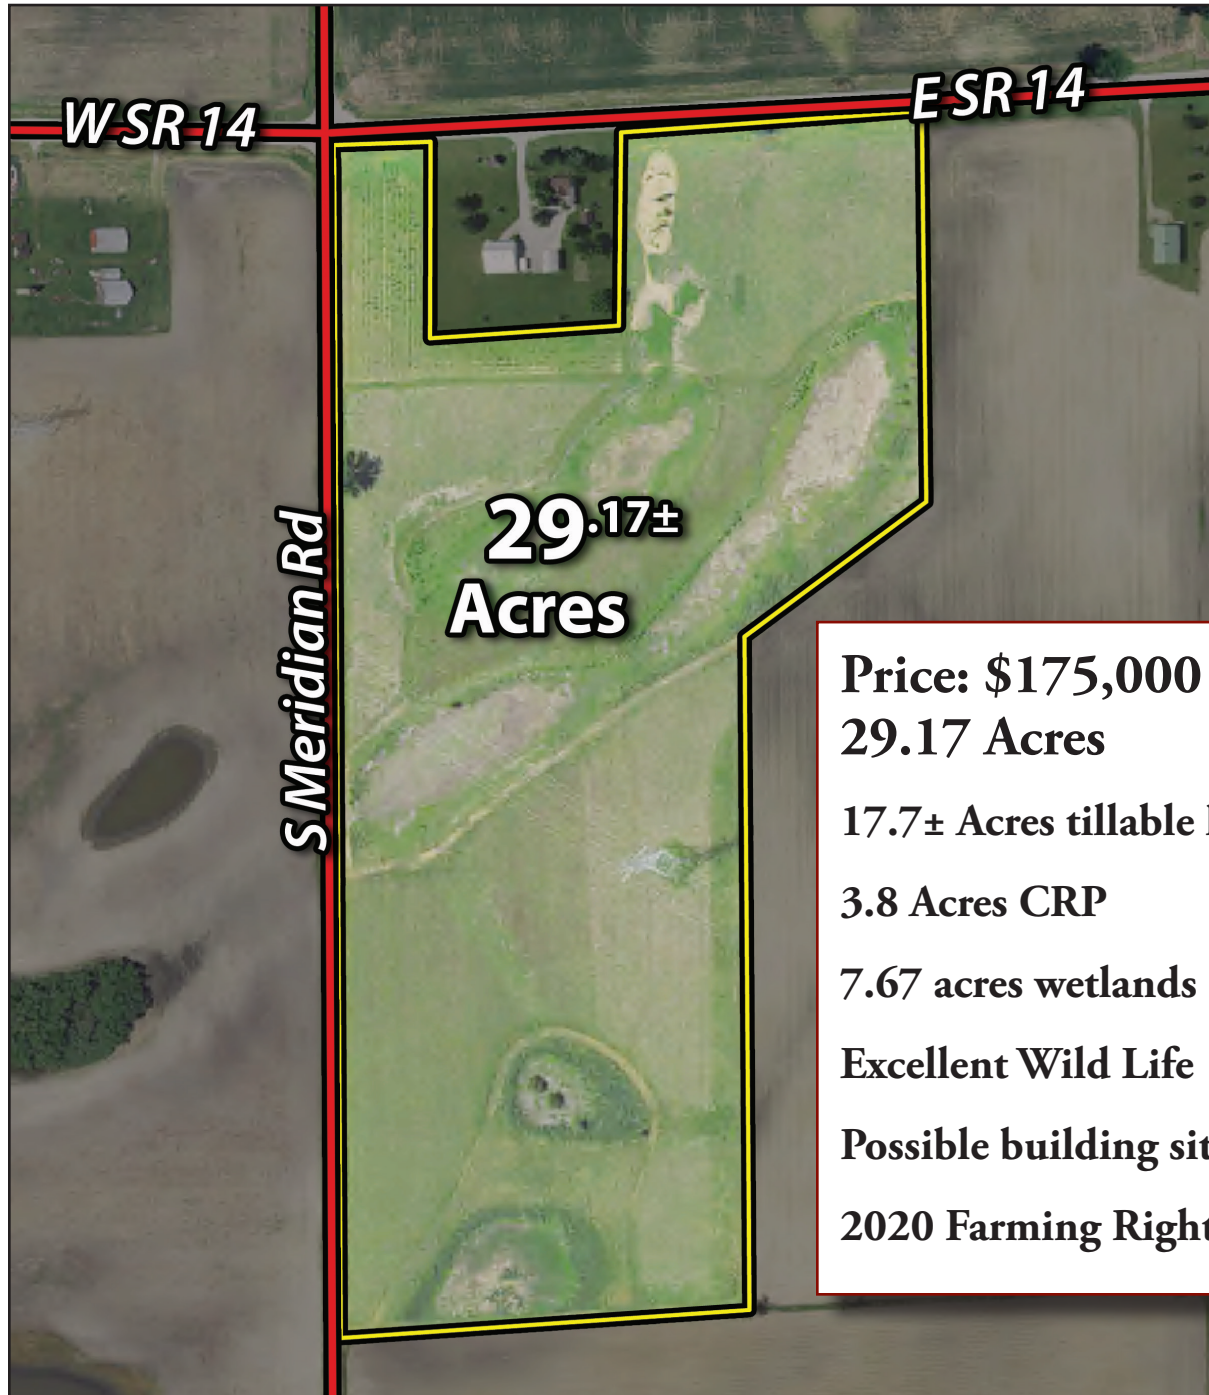 W SR 14
E SR 14
S Meridian Rd
29.17±
Acres
Price: $175,000
29.17 Acres
17.7± Acres tillable
3.8 Acres CRP
7.67 acres wetlands
Excellent Wild Life
Possible building
2020 Farming